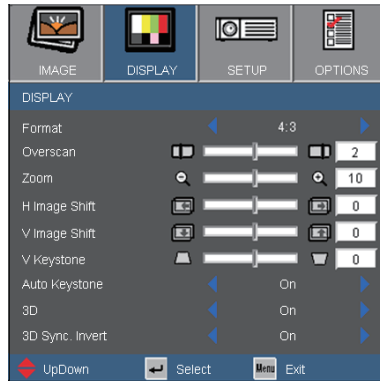 IMAGE DISPLAY SETUP OPTIONS
DISPLAY
Format 4:3
Overscan 2
Zoom 10
H Image Shift 0
V Image Shift 0
V Keystone 0
Auto Keystone On
3D On
3D Sync. Invert On
UpDown Select Menu Exit